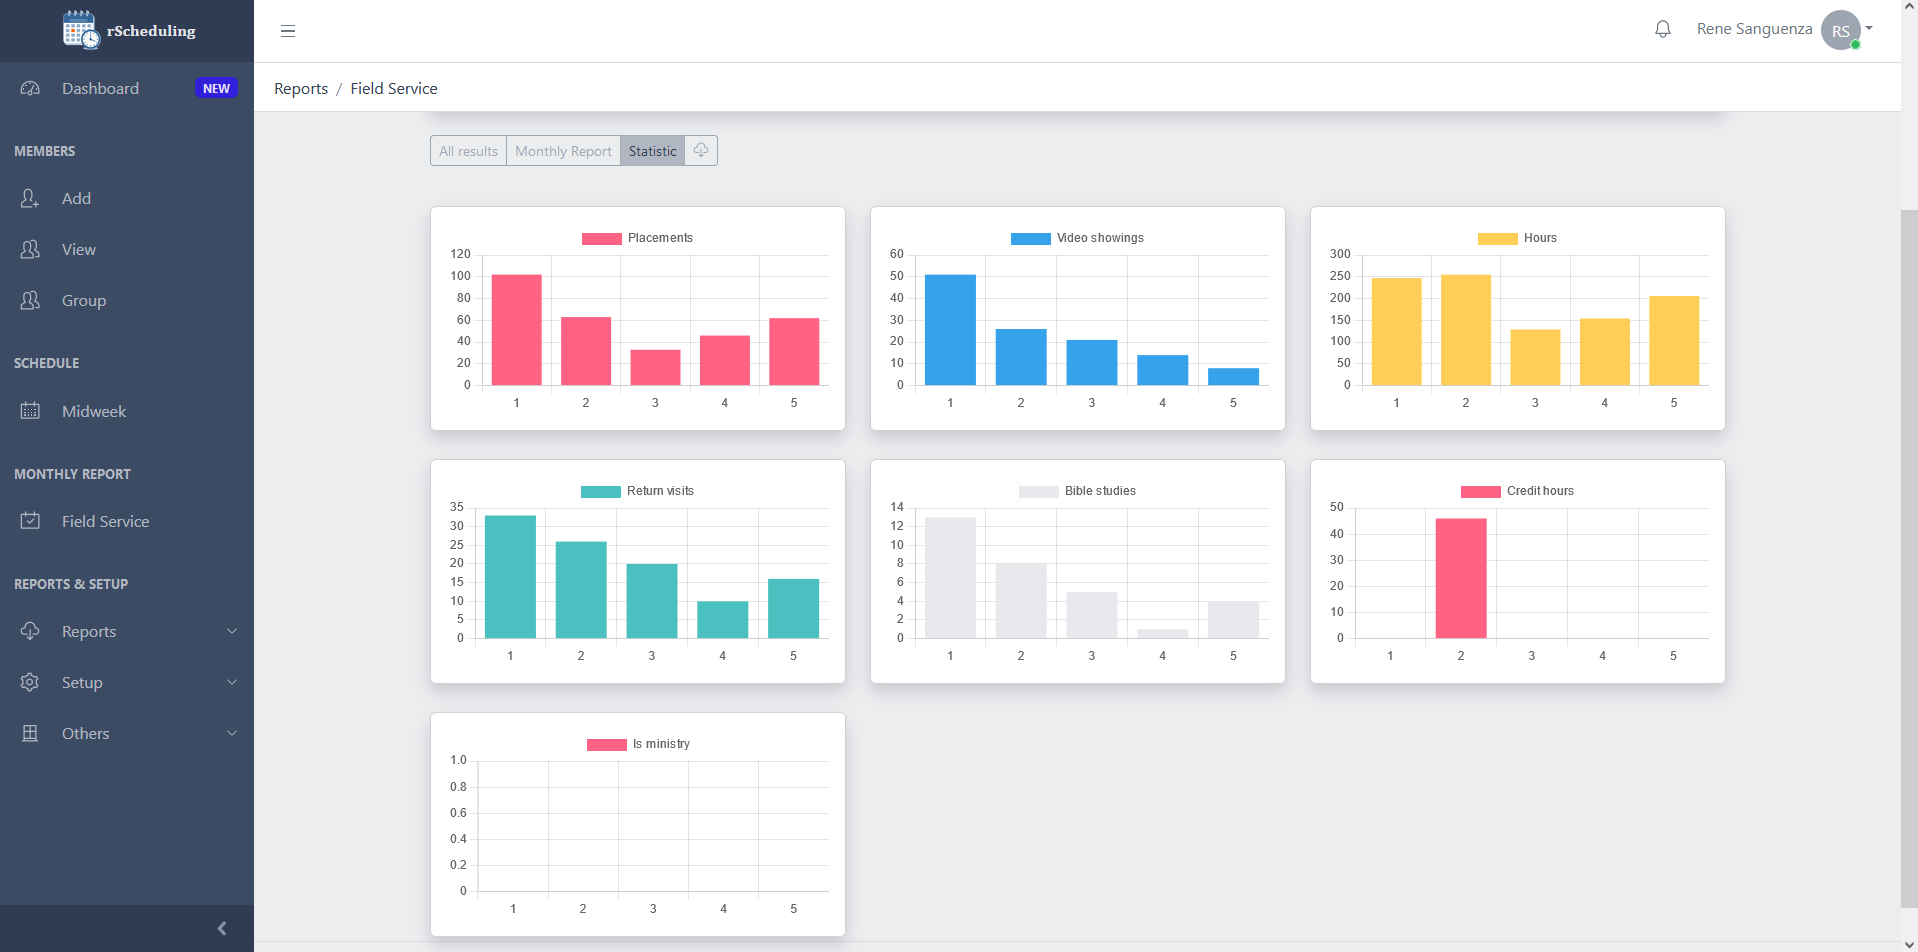 rScheduling
Rene Sanguenza
RS
Dashboard
NEW
Reports / Field Service
MEMBERS
Add
View
Group
SCHEDULE
Midweek
MONTHLY REPORT
Field Service
REPORTS & SETUP
Reports
Setup
Others
All results
Monthly Report
Statistic
Placements
120
100
80
60
40
20
0
1 2 3 4 5
Video showings
60
50
40
30
20
10
0
1 2 3 4 5
Hours
300
250
200
150
100
50
0
1 2 3 4 5
Return visits
35
30
25
20
15
10
5
0
1 2 3 4 5
Bible studies
14
12
10
8
6
4
2
0
1 2 3 4 5
Credit hours
50
40
30
20
10
0
1 2 3 4 5
Is ministry
1.0
0.8
0.6
0.4
0.2
0
1 2 3 4 5